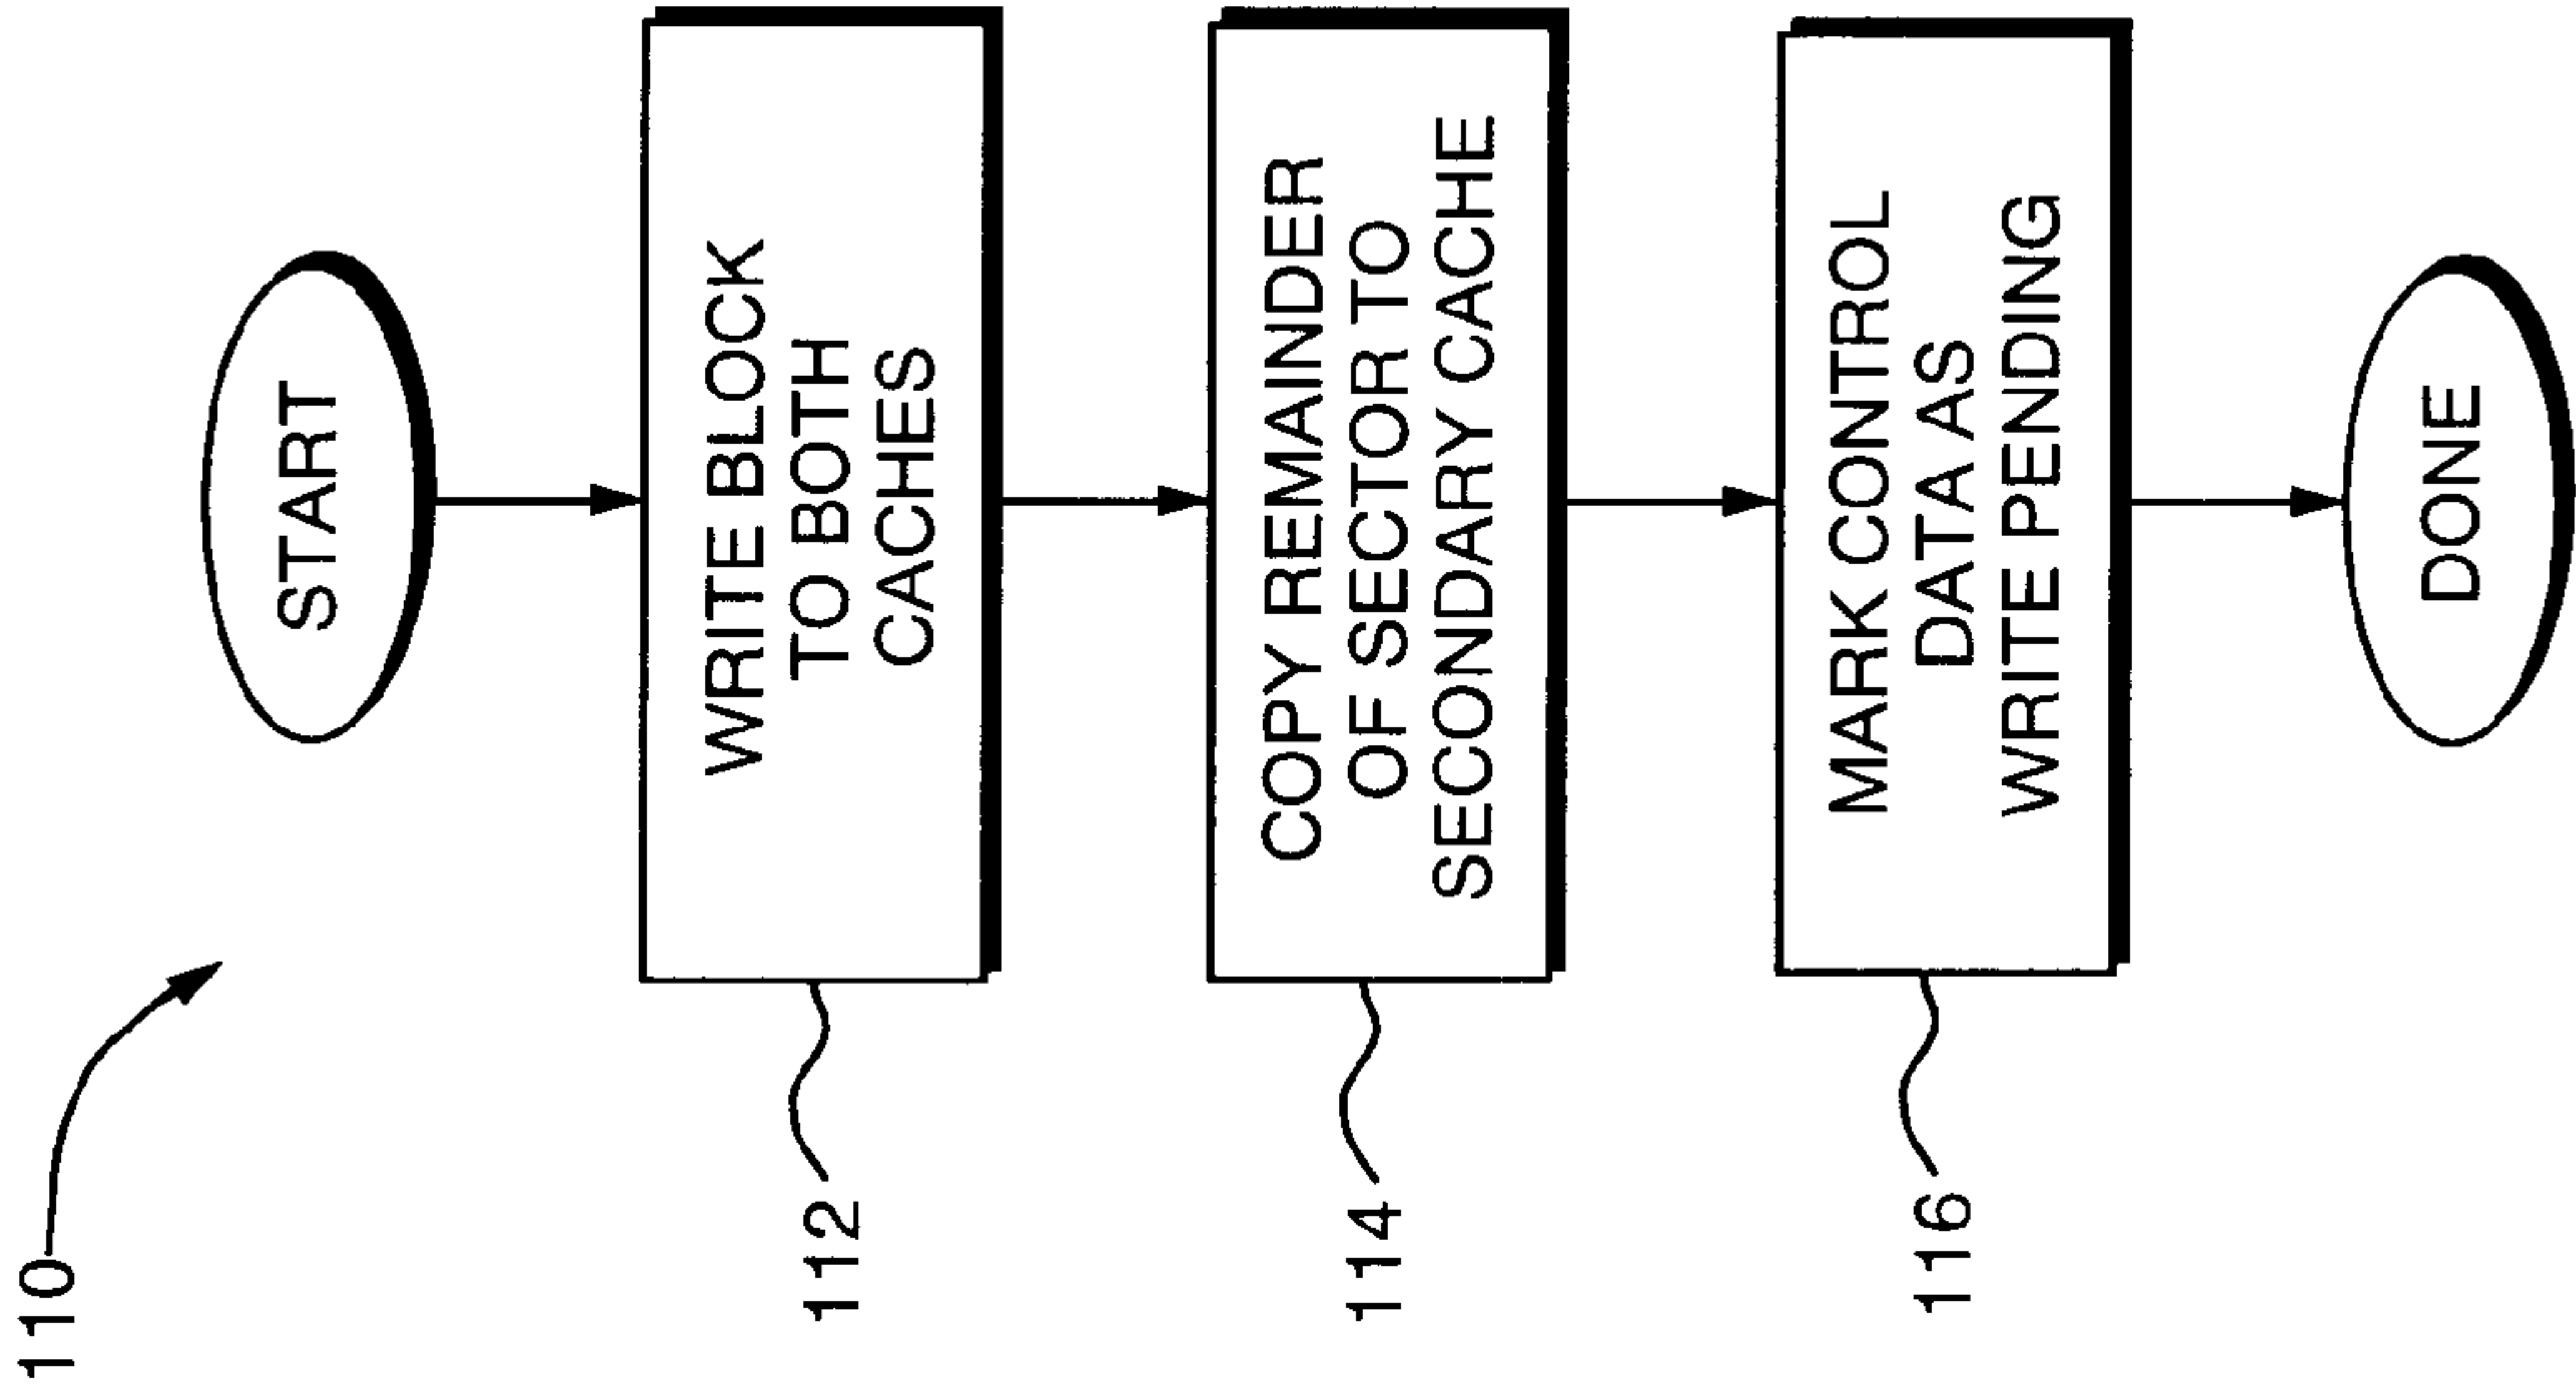 110
START
112
WRITE BLOCK
TO BOTH
CACHES
114
COPY REMAINDER
OF SECTOR TO
SECONDARY CACHE
116
MARK CONTROL
DATA AS
WRITE PENDING
DONE